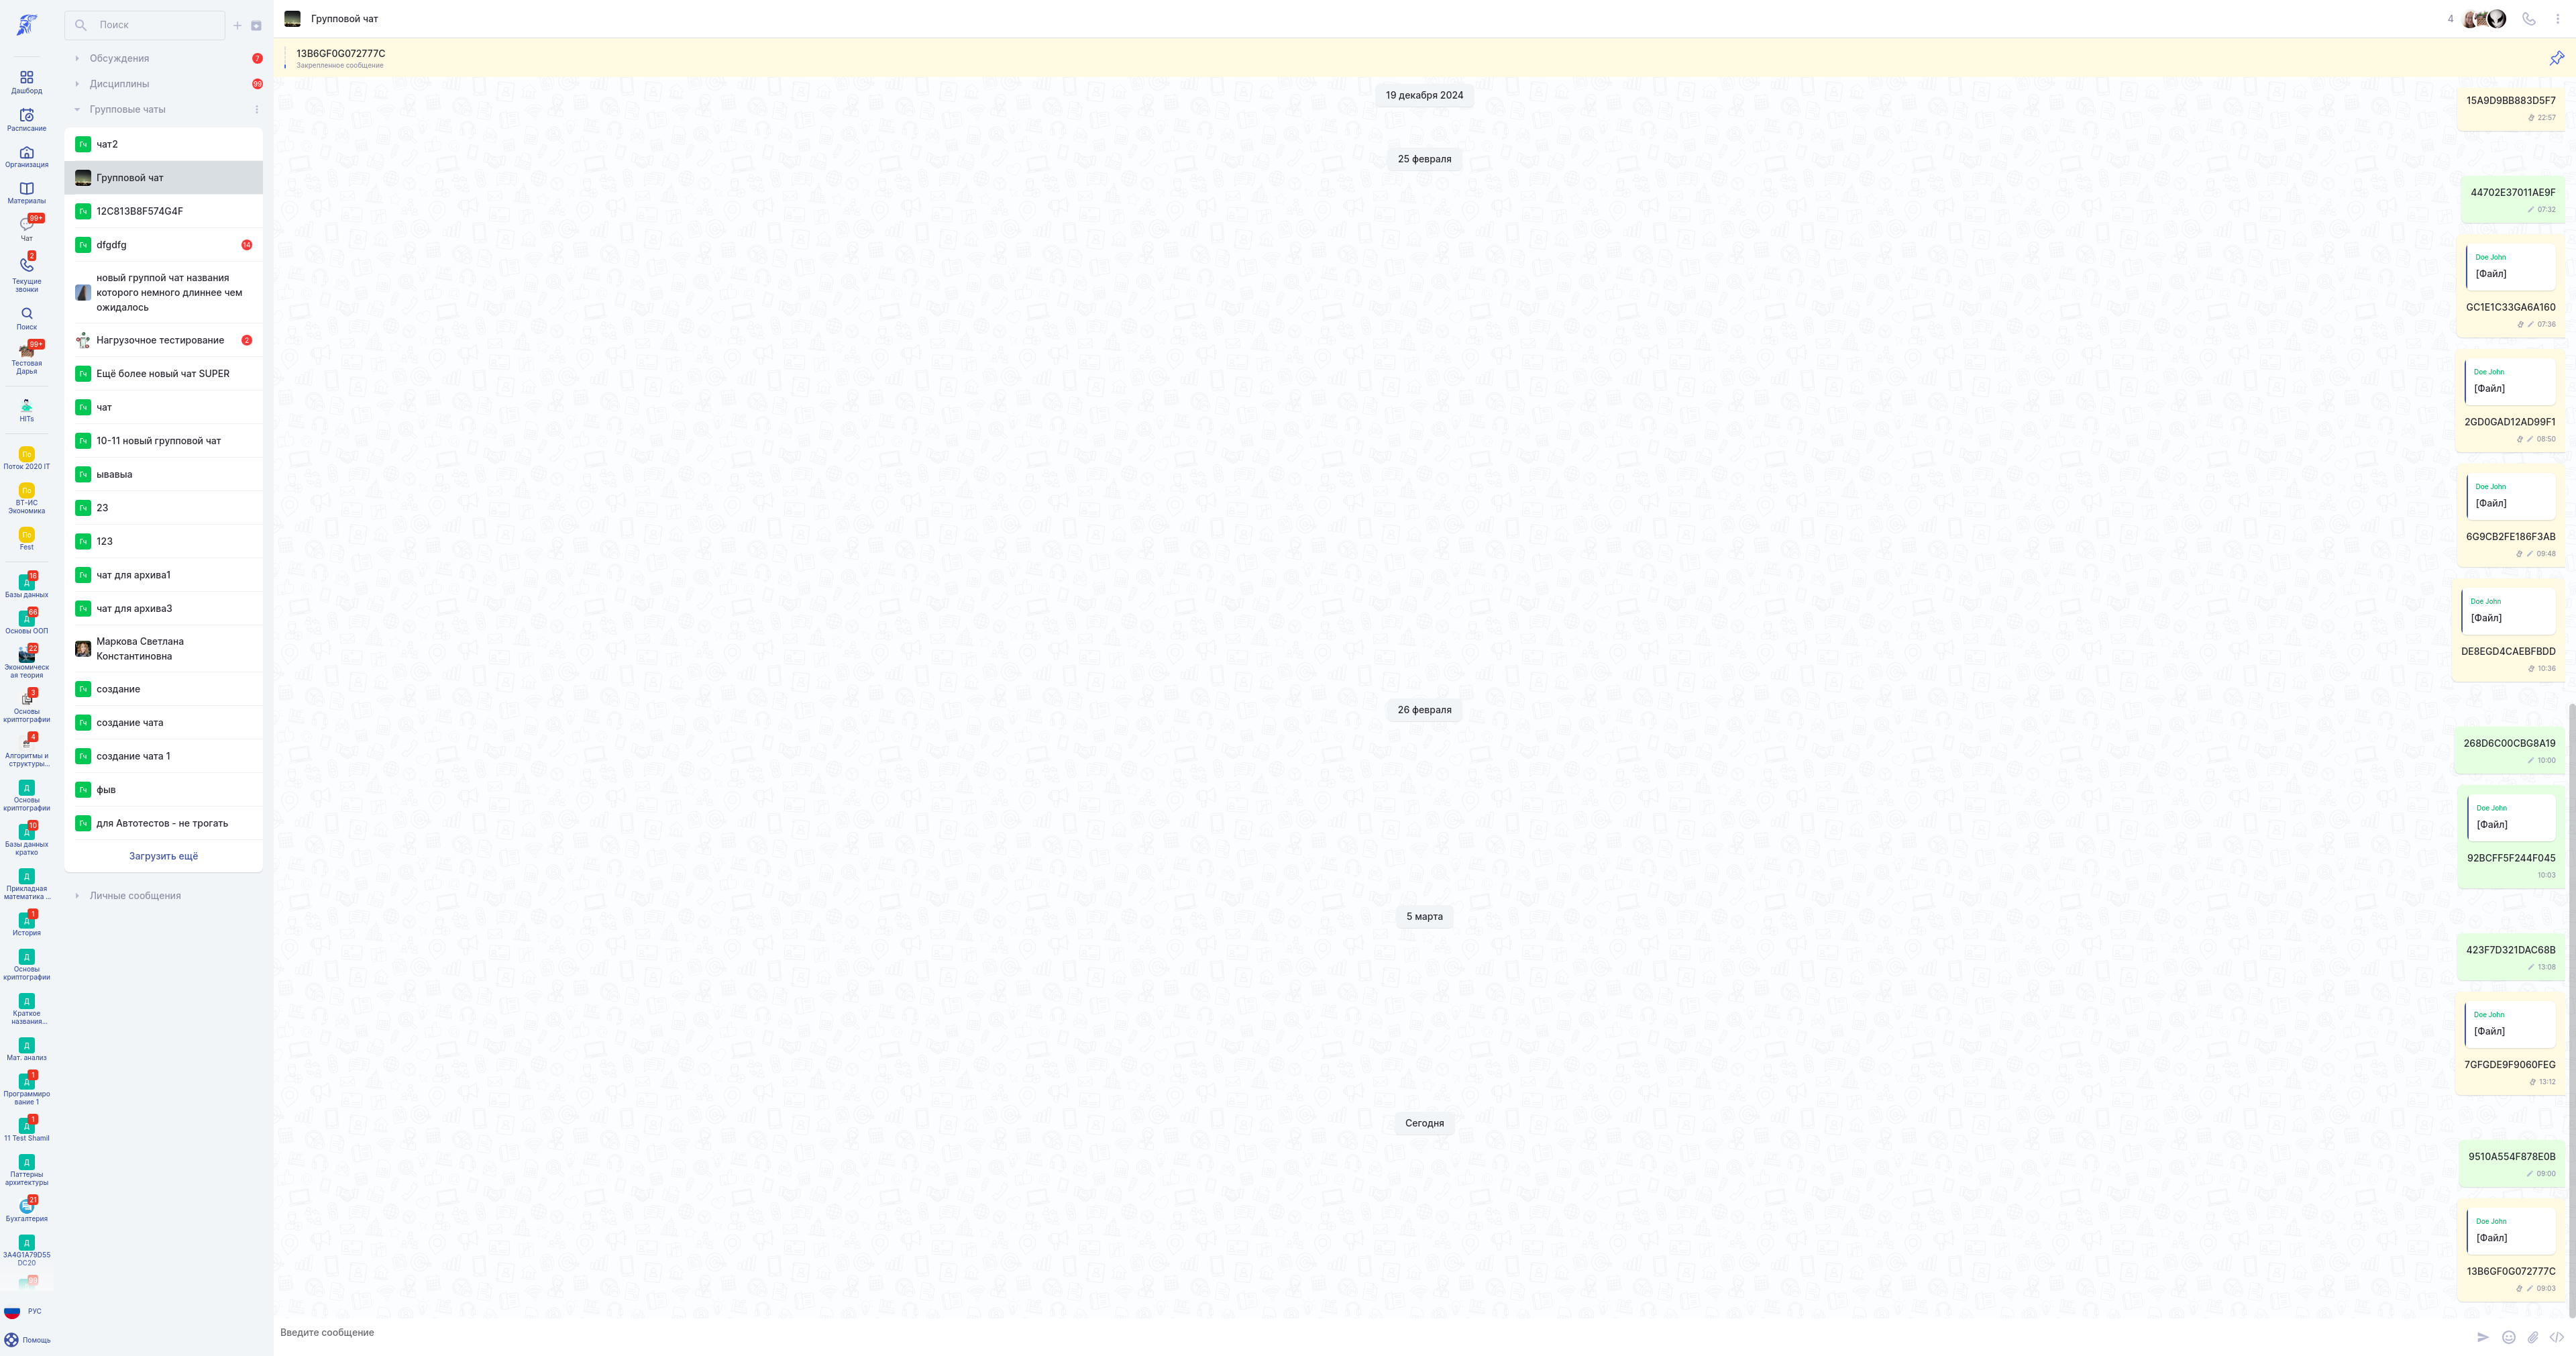 Дашборд
Расписание
Организация
Материалы
99+
Чат
2
Текущие
звонки
Поиск
99+
Тестовая
Дарья
HITs
По
Поток 2020 IT
По
ВТ-ИС
Экономика
По
Fest
16
Д
Базы данных
66
Д
Основы ООП
22
Экономическ
ая теория
3
Основы
криптографии
4
Алгоритмы и
структуры...
Д
Основы
криптографии
10
Д
Базы данных
кратко
Д
Прикладная
математика ...
1
Д
История
Д
Основы
криптографии
Д
Краткое
названия...
Д
Мат. анализ
1
Д
Программиро
вание 1
1
Д
11 Test Shamil
Д
Паттерны
архитектуры
21
Бухгалтерия
Д
3A4G1A79D55
DC20
99
РУС
Помощь
Поиск
Обсуждения
7
Дисциплины
99
Групповые чаты
Гч чат2
Групповой чат
Гч 12C813B8F574G4F
Гч dfgdfg 14
новый группой чат названия
которого немного длиннее чем
ожидалось
Нагрузочное тестирование 2
Гч Ещё более новый чат SUPER
Гч чат
Гч 10-11 новый групповой чат
Гч ывавыа
Гч 23
Гч 123
Гч чат для архива1
Гч чат для архива3
Маркова Светлана
Константиновна
Гч создание
Гч создание чата
Гч создание чата 1
Гч фыв
Гч для Автотестов - не трогать
Загрузить ещё
Личные сообщения
Групповой чат
4
13B6GF0G072777C
Закрепленное сообщение
19 декабря 2024
15A9D9BB883D5F7
22:57
25 февраля
44702E37011AE9F
07:32
Doe John
[Файл]
GC1E1C33GA6A160
07:36
Doe John
[Файл]
2GD0GAD12AD99F1
08:50
Doe John
[Файл]
6G9CB2FE186F3AB
09:48
Doe John
[Файл]
DE8EGD4CAEBFBDD
10:36
26 февраля
268D6C00CBG8A19
10:00
Doe John
[Файл]
92BCFF5F244F045
10:03
5 марта
423F7D321DAC68B
13:08
Doe John
[Файл]
7GFGDE9F9060FEG
13:12
Сегодня
9510A554F878E0B
09:00
Doe John
[Файл]
13B6GF0G072777C
09:03
Введите сообщение